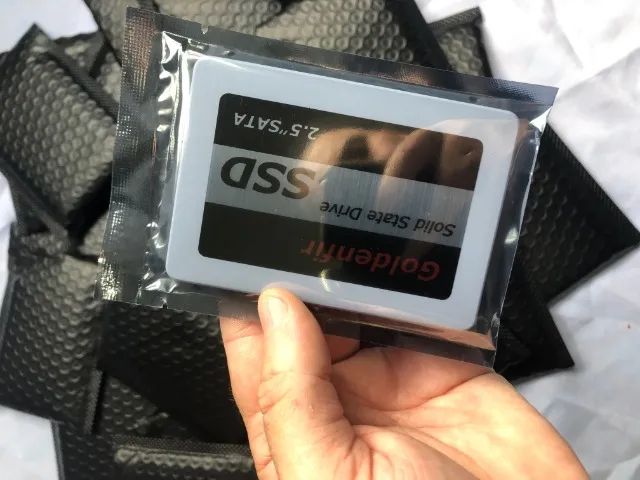 Goldenfir
Solid State Drive
SSD
2.5"SATA